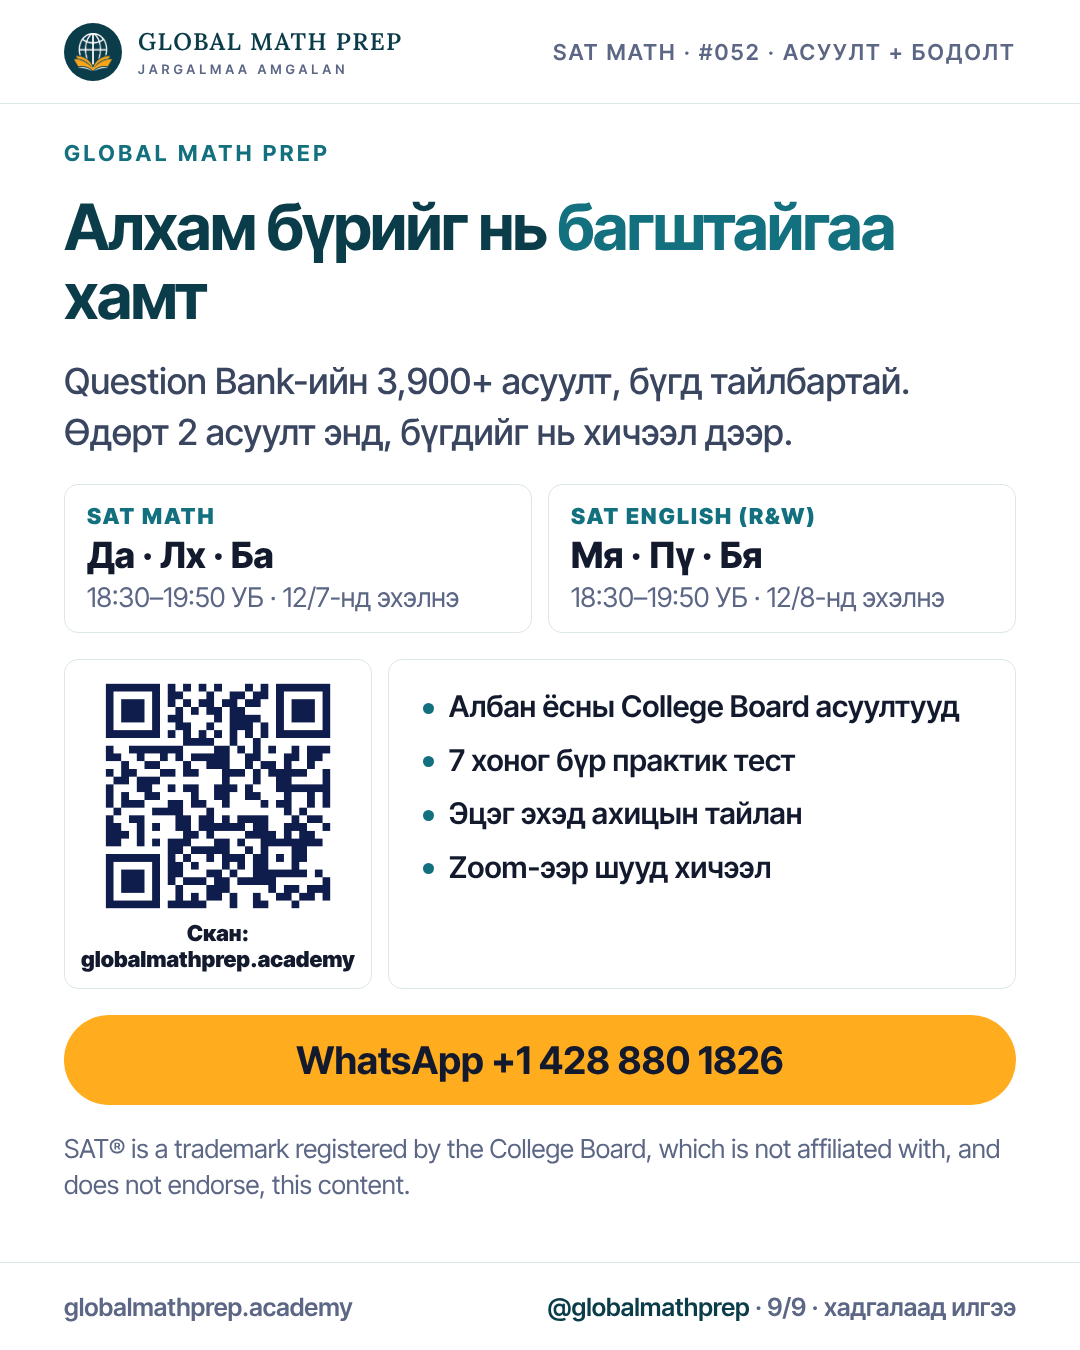 GLOBAL MATH PREP
JARGALMAA AMGALAN
SAT MATH · #052 · АСУУЛТ + БОДОЛТ
GLOBAL MATH PREP
Алхам бүрийг нь багштайгаа
хамт
Question Bank-ийн 3,900+ асуулт, бүгд тайлбартай.
Өдөрт 2 асуулт энд, бүгдийг нь хичээл дээр.
SAT MATH
Да · Лх · Ба
18:30–19:50 УБ · 12/7-нд эхэлнэ
SAT ENGLISH (R&W)
Мя · Пү · Бя
18:30–19:50 УБ · 12/8-нд эхэлнэ
Скан:
globalmathprep.academy
Албан ёсны College Board асуултууд
7 хоног бүр практик тест
Эцэг эхэд ахицын тайлан
Zoom-ээр шууд хичээл
WhatsApp +1 428 880 1826
SAT® is a trademark registered by the College Board, which is not affiliated with, and
does not endorse, this content.
globalmathprep.academy
@globalmathprep · 9/9 · хадгалаад илгээ